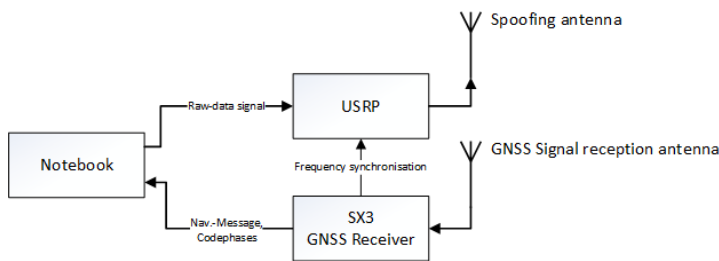 Spoofing antenna
USRP
Raw-data signal
Notebook
GNSS Signal reception antenna
Frequency synchronisation
Nav.-Message,
Codephases
SX3
GNSS Receiver